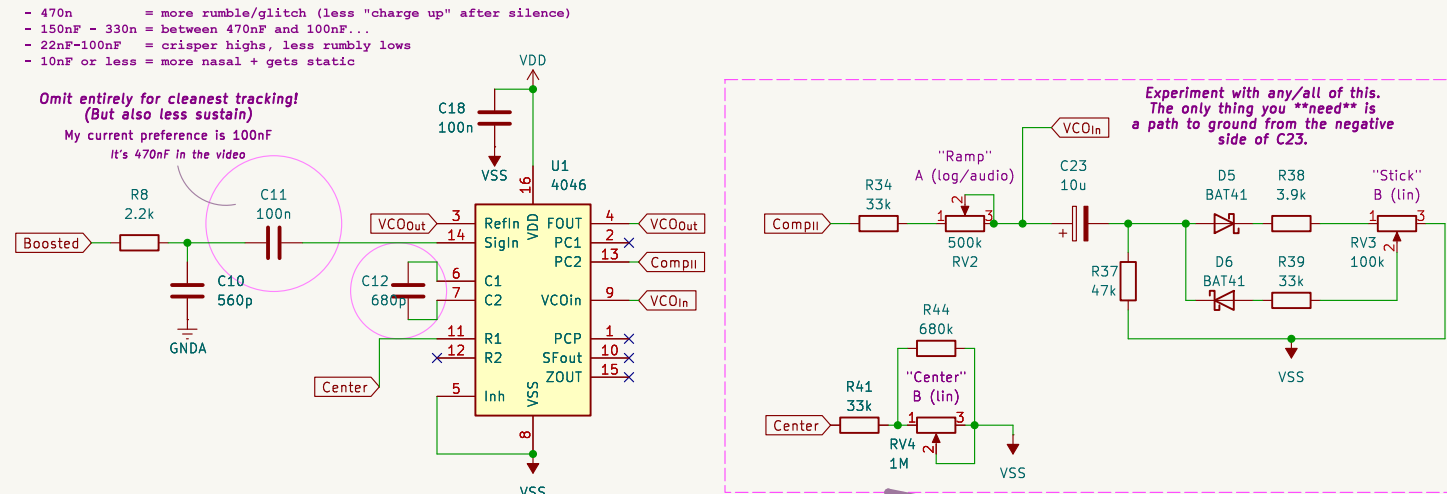 - 470n = more rumble/glitch (less "charge up" after silence)
- 150nF - 330n = between 470nF and 100nF...
- 22nF-100nF = crisper highs, less rumbly lows
- 10nF or less = more nasal + gets static
Omit entirely for cleanest tracking!
(But also less sustain)
My current preference is 100nF
It's 470nF in the video
Boosted
R8
2.2k
C10
560p
GNDA
C11
100n
C18
100n
VDD
VSS
U1
4046
VCOOut
C12
680p
Center
3 RefIn
14 SigIn
6 C1
7 C2
11 R1
12 R2
5 Inh
16 VDD
8 VSS
FOUT 4
PC1 2
PC2 13
VCOin 9
PCP 1
SFout 10
ZOUT 15
VCOOut
CompII
VCOIn
VSS
Experiment with any/all of this.
The only thing you **need** is
a path to ground from the negative
side of C23.
VCOIn
CompII
R34
33k
"Ramp"
A (log/audio)
1 2 3
500k
RV2
C23
10u
+
R37
47k
D5
BAT41
R38
3.9k
D6
BAT41
R39
33k
"Stick"
B (lin)
1 2 3
RV3
100k
VSS
Center
R41
33k
R44
680k
"Center"
B (lin)
1 2 3
RV4
1M
VSS